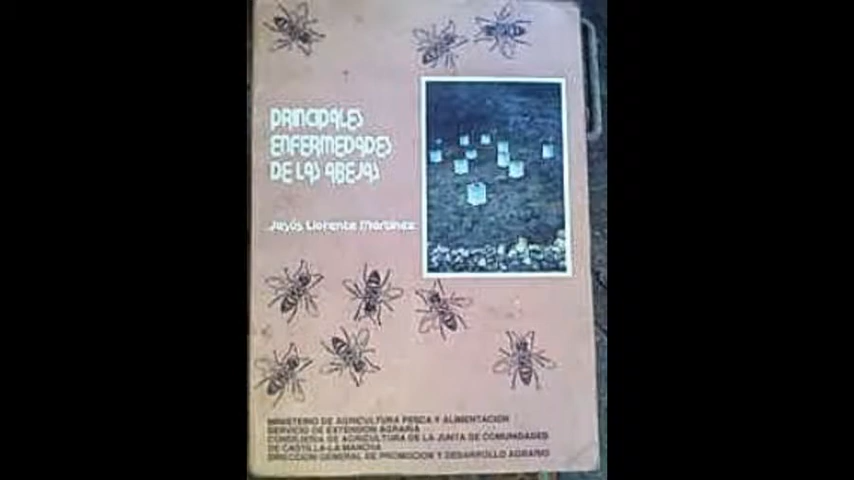 PRINCIPALES
ENFERMEDADES
DE LAS ABEJAS
Jesús Llorente Martínez
MINISTERIO DE AGRICULTURA PESCA Y ALIMENTACION
SERVICIO DE EXTENSION AGRARIA
CONSEJERIA DE AGRICULTURA DE LA JUNTA DE COMUNIDADES
DE CASTILLA-LA MANCHA
DIRECCION GENERAL DE PROMOCION Y DESARROLLO AGRARIO